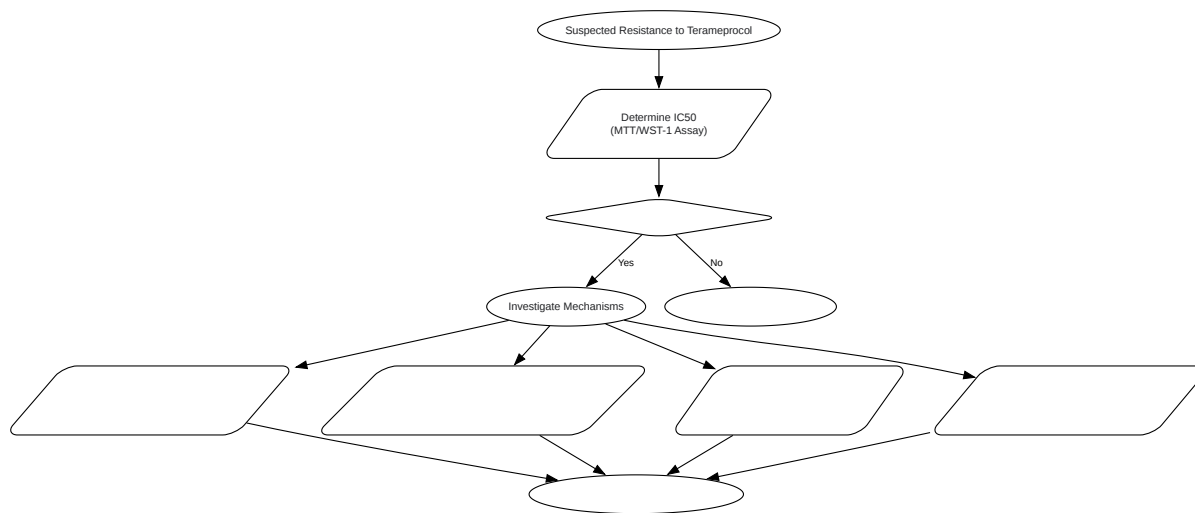 Suspected Resistance to Terameprocol
Determine IC50
(MTT/WST-1 Assay)
Yes
No
Investigate Mechanisms